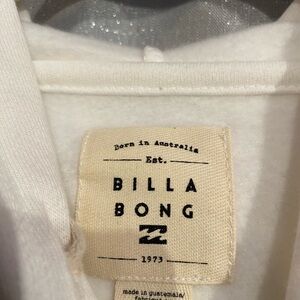 Born in Australia
Est.
BILLA
BONG
1973
made in guatemala/